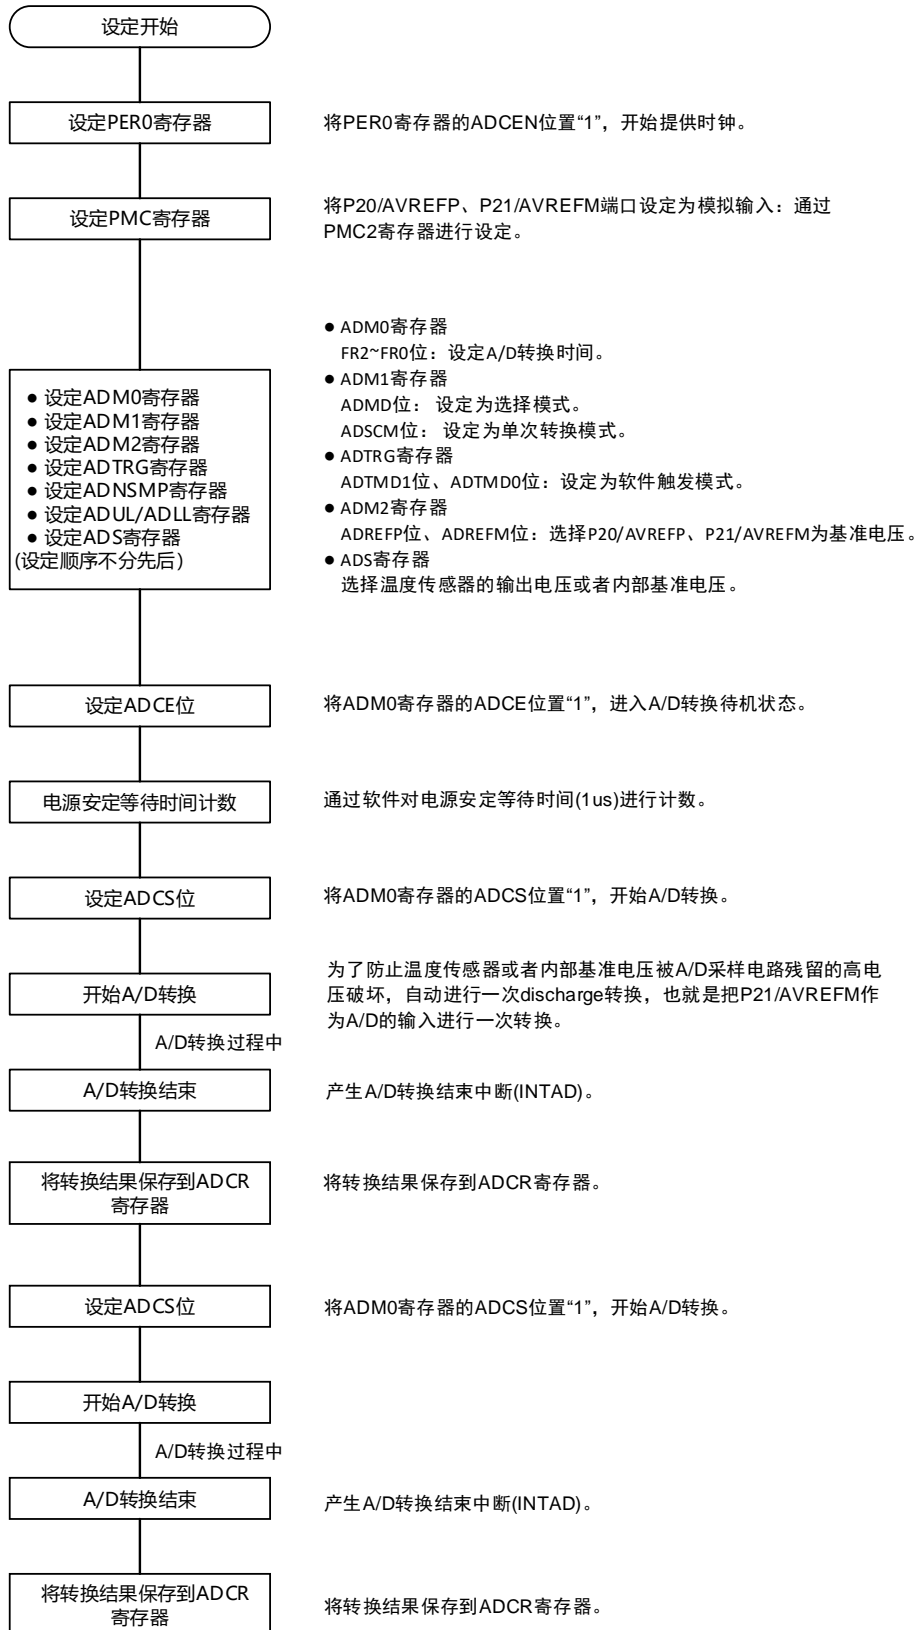 设定开始
设定PER0寄存器
将PER0寄存器的ADCEN位置“1”，开始提供时钟。
设定PMC寄存器
将P20/AVREFP、P21/AVREFM端口设定为模拟输入：通过
PMC2寄存器进行设定。
● 设定ADM0寄存器
● 设定ADM1寄存器
● 设定ADM2寄存器
● 设定ADTRG寄存器
● 设定ADNSMP寄存器
● 设定ADUL/ADLL寄存器
● 设定ADS寄存器
(设定顺序不分先后)
● ADM0寄存器
FR2~FR0位：设定A/D转换时间。
● ADM1寄存器
ADMD位： 设定为选择模式。
ADSCM位： 设定为单次转换模式。
● ADTRG寄存器
ADTMD1位、ADTMD0位：设定为软件触发模式。
● ADM2寄存器
ADREFP位、ADREFM位：选择P20/AVREFP、P21/AVREFM为基准电压。
● ADS寄存器
选择温度传感器的输出电压或者内部基准电压。
设定ADCE位
将ADM0寄存器的ADCE位置“1”，进入A/D转换待机状态。
电源安定等待时间计数
通过软件对电源安定等待时间(1us)进行计数。
设定ADCS位
将ADM0寄存器的ADCS位置“1”，开始A/D转换。
开始A/D转换
为了防止温度传感器或者内部基准电压被A/D采样电路残留的高电
压破坏，自动进行一次discharge转换，也就是把P21/AVREFM作
为A/D的输入进行一次转换。
A/D转换过程中
A/D转换结束
产生A/D转换结束中断(INTAD)。
将转换结果保存到ADCR
寄存器
将转换结果保存到ADCR寄存器。
设定ADCS位
将ADM0寄存器的ADCS位置“1”，开始A/D转换。
开始A/D转换
A/D转换过程中
A/D转换结束
产生A/D转换结束中断(INTAD)。
将转换结果保存到ADCR
寄存器
将转换结果保存到ADCR寄存器。